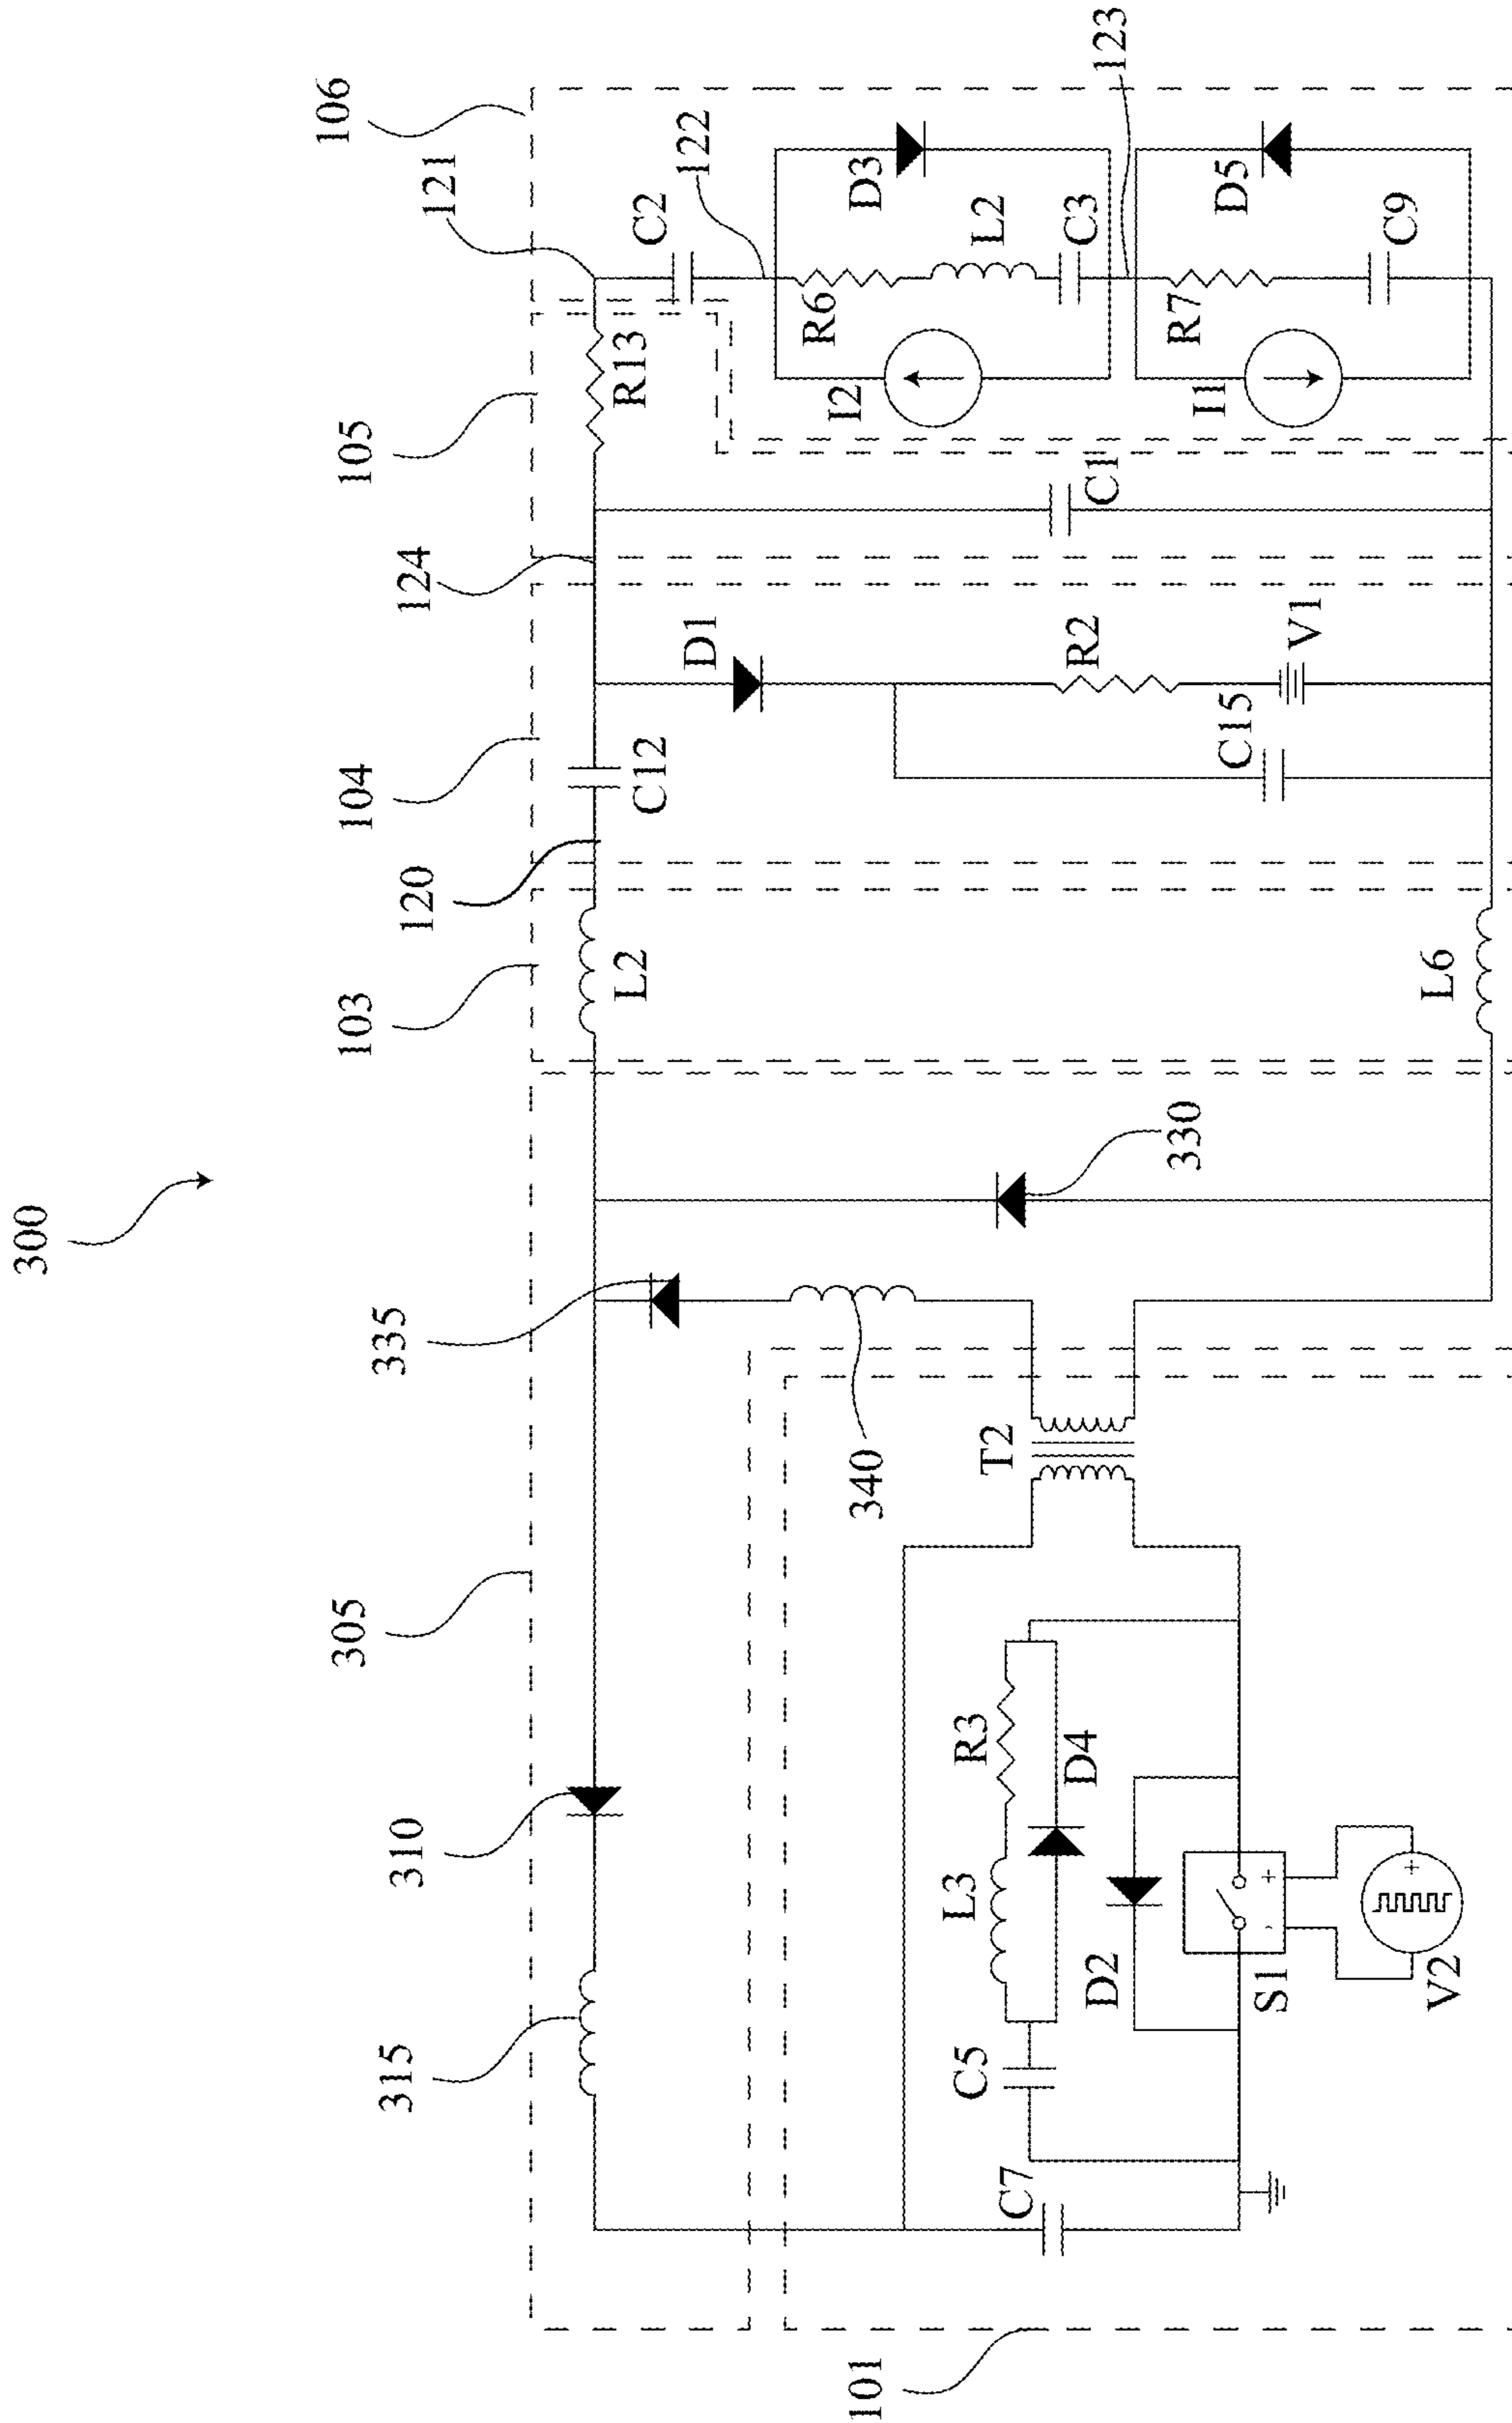 300
305
103
104
105
106
101
310
315
335
340
330
120
124
121
122
123
L2
C12
R13
C2
D1
R2
V1
C15
C1
R6
L2
C3
D3
I2
R7
C9
D5
I1
L6
T2
C7
C5
L3
R3
D4
D2
S1
- +
V2
+